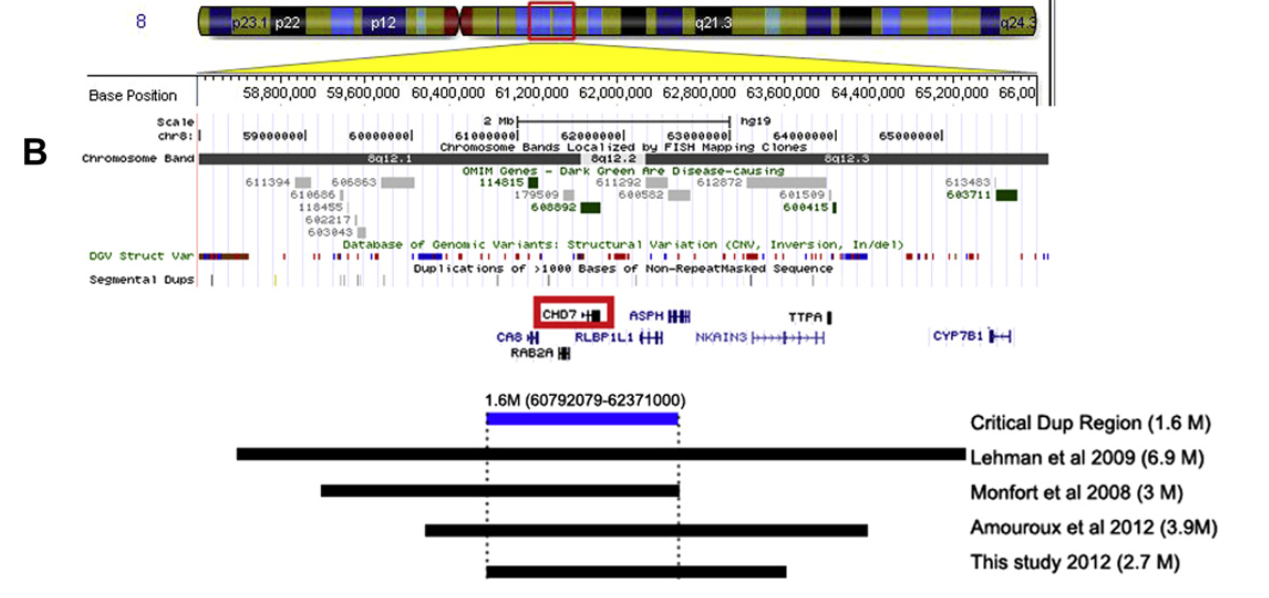 8 p23.1 p22 p12 q21.3 q24.3
Base Position 58,800,000 59,600,000 60,400,000 61,200,000 62,000,000 62,800,000 63,600,000 64,400,000 65,200,000 66,00
B
Scale 2 Mb hg19
chr8: 59000000 60000000 61000000 62000000 63000000 64000000 65000000
Chromosome Bands Localized by FISH Mapping Clones
Chromosome Band 8q12.1 8q12.2 8q12.3
OMIM Genes - Dark Green Are Disease-causing
611394 606863 114815 611292 612872 613483
610686 179509 600582 601509 603711
118455 608892 600415
602217
603043
Database of Genomic Variants: Structural Variation (CNV, Inversion, In/del)
DGV Struct Var
Duplications of >1000 Bases of Non-RepeatMasked Sequence
Segmental Dups
CHD7 ASPH TTPA
CA8 RLBP1L1 NKAIN3 CYP7B1
RAB2A
1.6M (60792079-62371000)
Critical Dup Region (1.6 M)
Lehman et al 2009 (6.9 M)
Monfort et al 2008 (3 M)
Amouroux et al 2012 (3.9M)
This study 2012 (2.7 M)